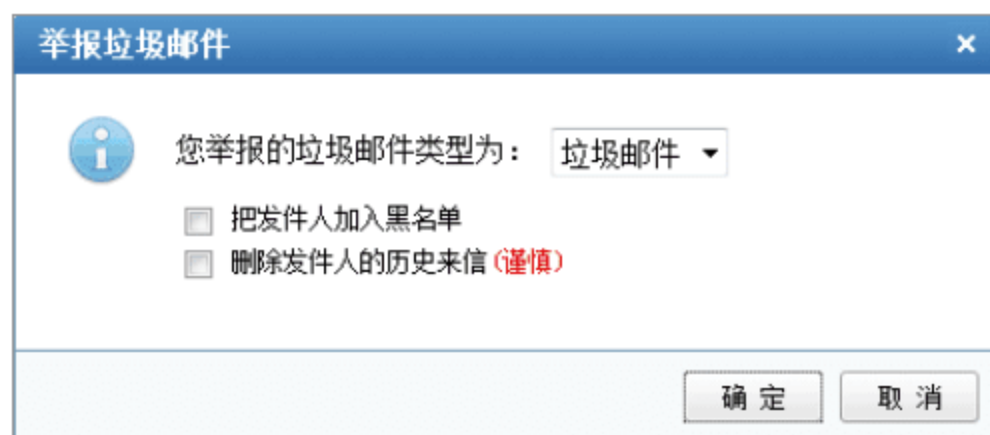 举报垃圾邮件
您举报的垃圾邮件类型为： 垃圾邮件
把发件人加入黑名单
删除发件人的历史来信(谨慎)
确 定 取 消